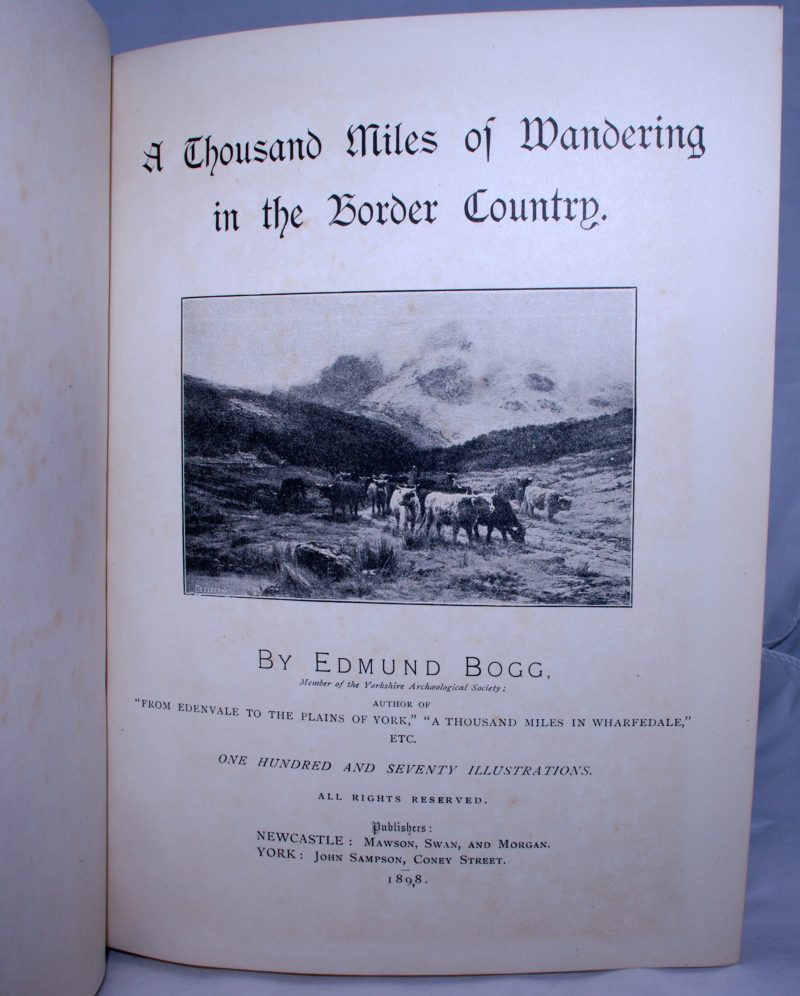 A Thousand Miles of Wandering
in the Border Country.
BY EDMUND BOGG,
Member of the Yorkshire Archæological Society;
AUTHOR OF
"FROM EDENVALE TO THE PLAINS OF YORK," "A THOUSAND MILES IN WHARFEDALE,"
ETC.
ONE HUNDRED AND SEVENTY ILLUSTRATIONS.
ALL RIGHTS RESERVED.
Publishers:
NEWCASTLE: MAWSON, SWAN, AND MORGAN.
YORK: JOHN SAMPSON, CONEY STREET.
1898.